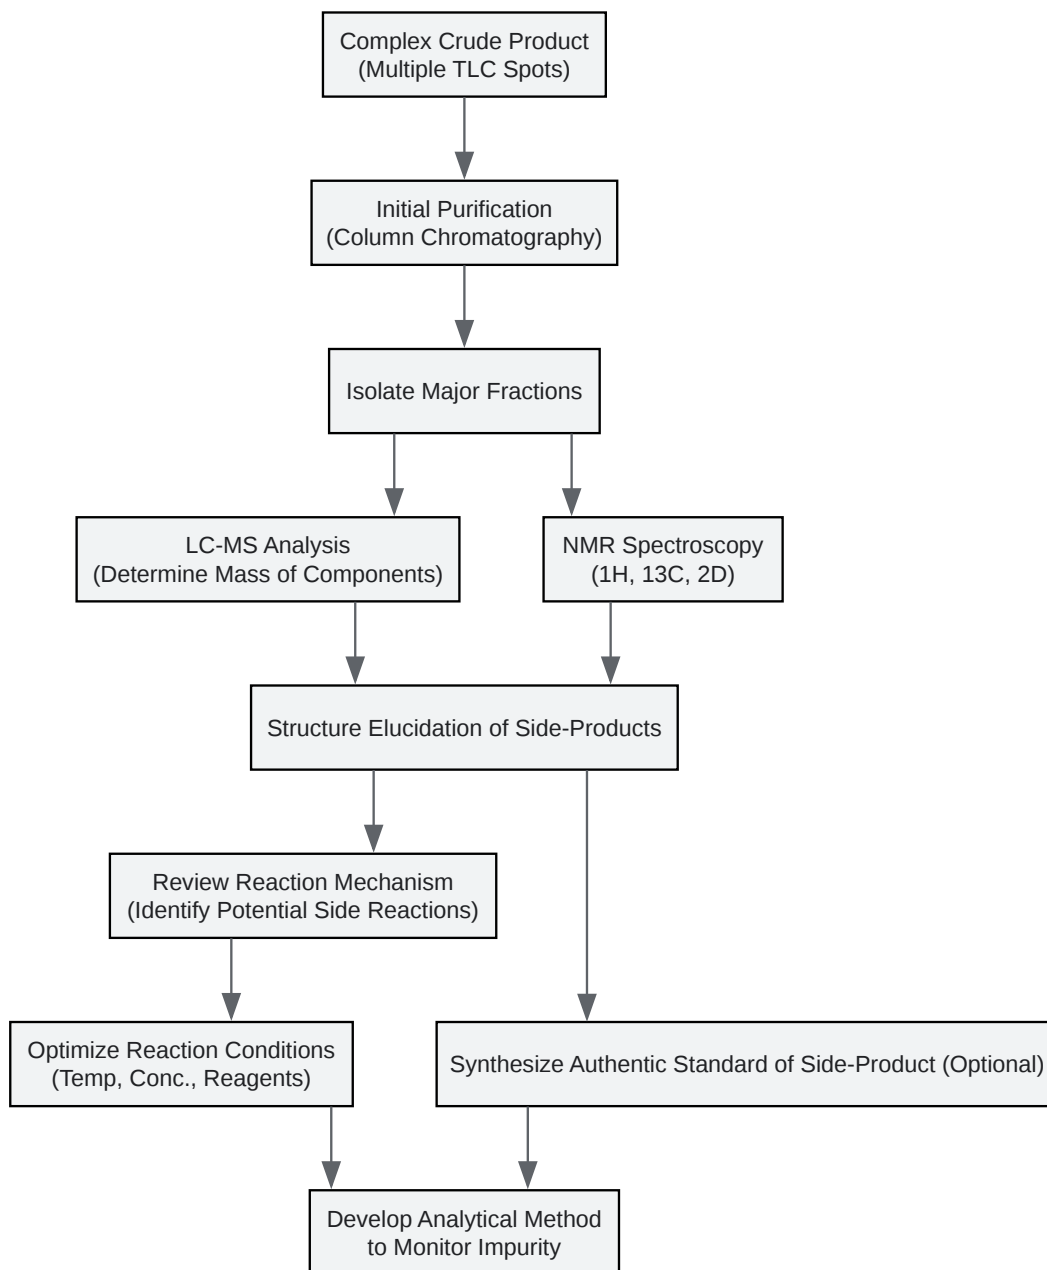 Complex Crude Product
(Multiple TLC Spots)
Initial Purification
(Column Chromatography)
Isolate Major Fractions
LC-MS Analysis
(Determine Mass of Components)
NMR Spectroscopy
(1H, 13C, 2D)
Structure Elucidation of Side-Products
Review Reaction Mechanism
(Identify Potential Side Reactions)
Optimize Reaction Conditions
(Temp, Conc., Reagents)
Synthesize Authentic Standard of Side-Product (Optional)
Develop Analytical Method
to Monitor Impurity